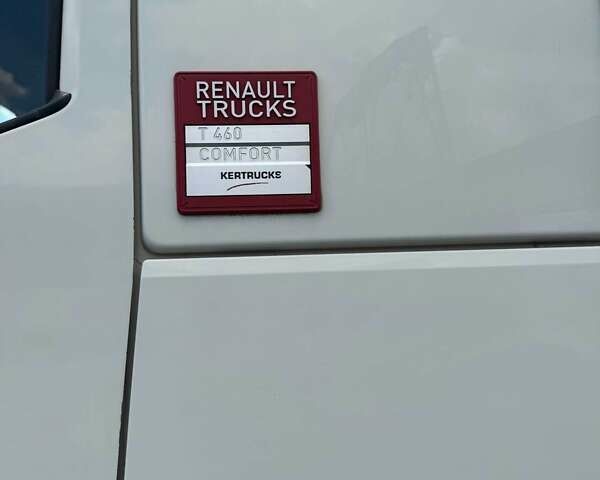 RENAULT
TRUCKS
T 460
COMFORT
KERTRUCKS